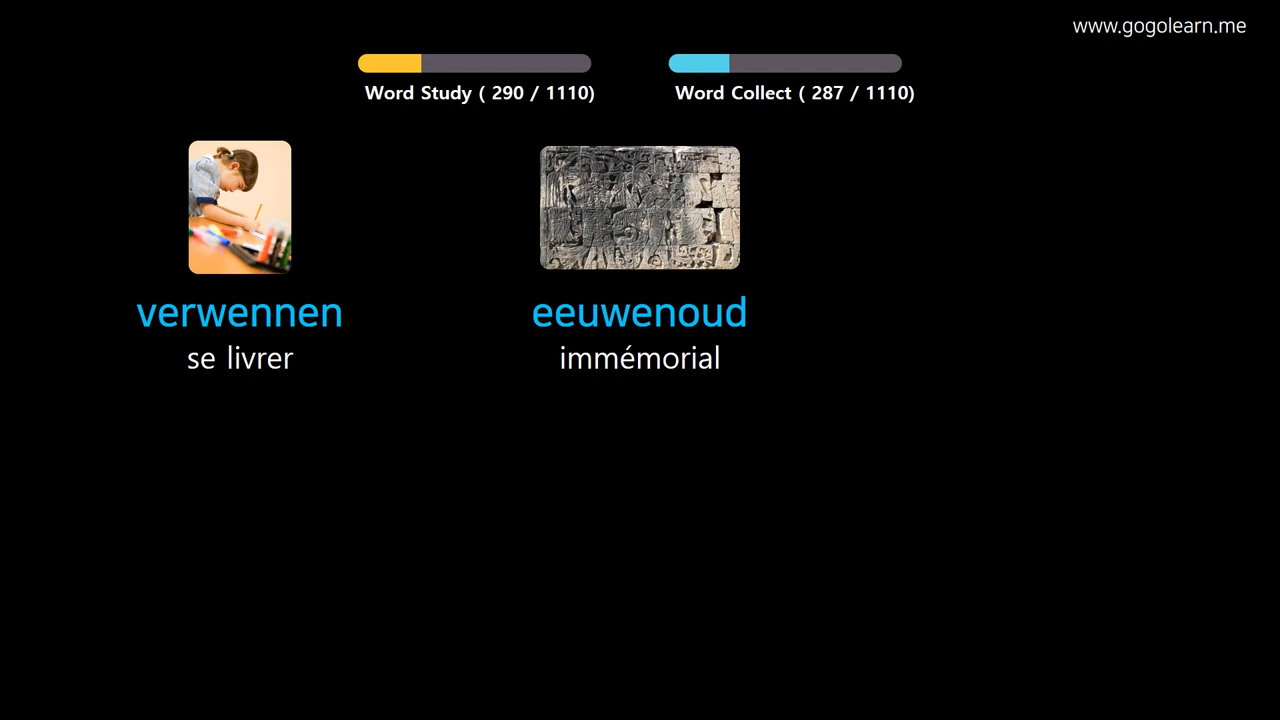 www.gogolearn.me
Word Study ( 290 / 1110)
Word Collect ( 287 / 1110)
verwennen
se livrer
eeuwenoud
immémorial